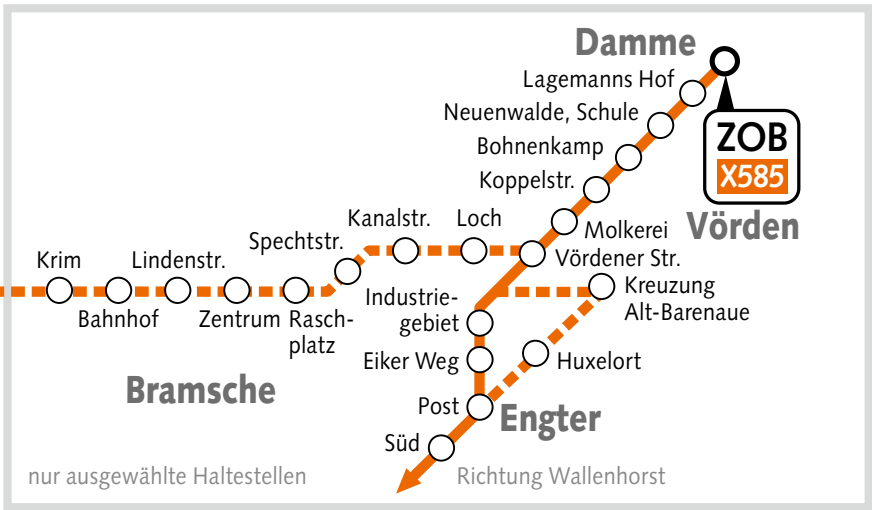 Damme
Lagemanns Hof
Neuenwalde, Schule
Bohnenkamp
Koppelstr.
ZOB
X585
Vörden
Molkerei
Vördener Str.
Loch
Kanalstr.
Spechtstr.
Krim
Lindenstr.
Bahnhof
Zentrum
Rasch-
platz
Bramsche
Industrie-
gebiet
Kreuzung
Alt-Barenaue
Eiker Weg
Huxelort
Post
Engter
Süd
nur ausgewählte Haltestellen
Richtung Wallenhorst